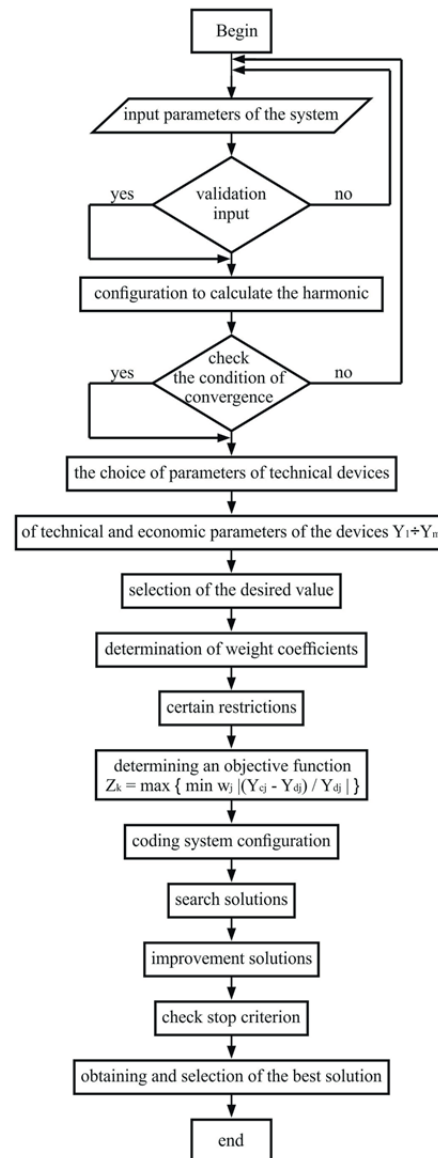 Begin
input parameters of the system
yes
validation
input
no
configuration to calculate the harmonic
yes
check
the condition of
convergence
no
the choice of parameters of technical devices
of technical and economic parameters of the devices Y₁÷Yₘ
selection of the desired value
determination of weight coefficients
certain restrictions
determining an objective function
Zₖ = max { min wⱼ |(Y_cj - Y_dj) / Y_dj | }
coding system configuration
search solutions
improvement solutions
check stop criterion
obtaining and selection of the best solution
end